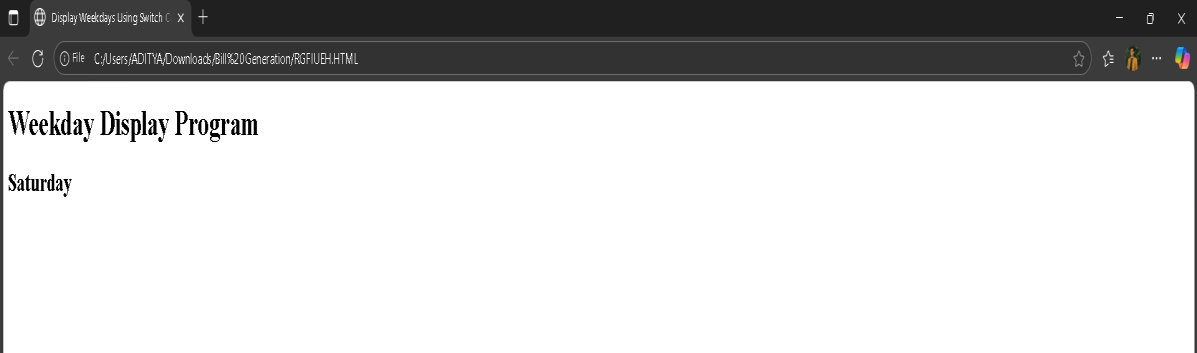 Display Weekdays Using Switch C
File C:/Users/ADITYA/Downloads/Bill%20Generation/RGFIUEH.HTML
Weekday Display Program
Saturday